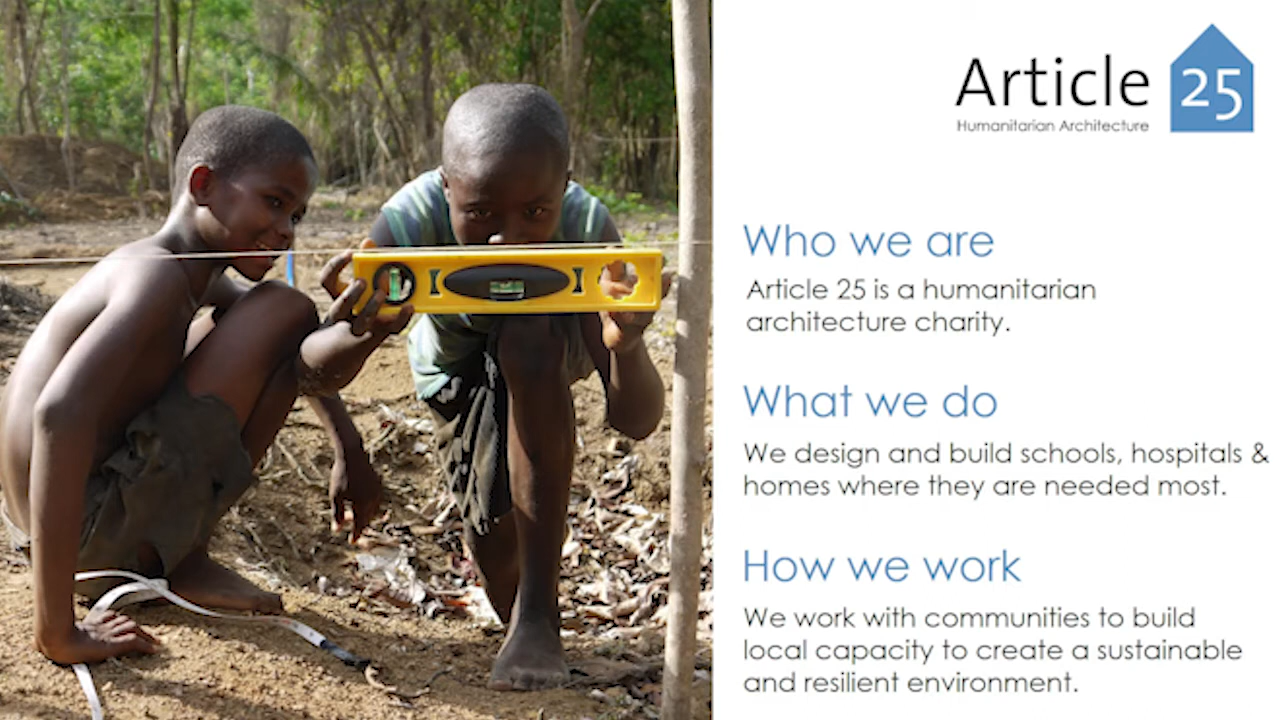 Article 25
Humanitarian Architecture
Who we are
Article 25 is a humanitarian
architecture charity.
What we do
We design and build schools, hospitals &
homes where they are needed most.
How we work
We work with communities to build
local capacity to create a sustainable
and resilient environment.